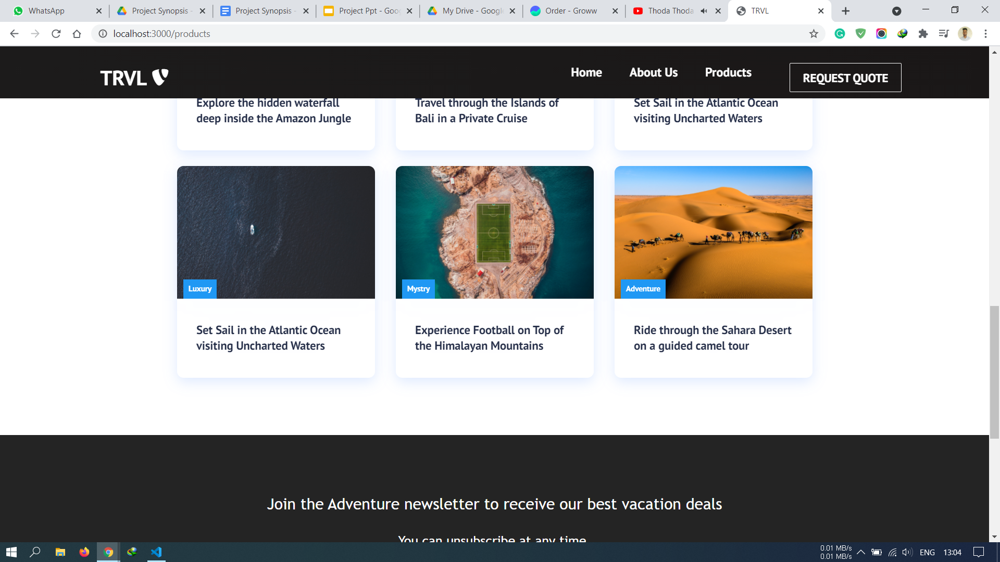 WhatsApp
Project Synopsis -
Project Synopsis -
Project Ppt - Goo
My Drive - Google
Order - Groww
Thoda Thoda
TRVL
localhost:3000/products
TRVL
Home
About Us
Products
REQUEST QUOTE
Explore the hidden waterfall
deep inside the Amazon Jungle
Travel through the Islands of
Bali in a Private Cruise
Set Sail in the Atlantic Ocean
visiting Uncharted Waters
Luxury
Mystry
Adventure
Set Sail in the Atlantic Ocean
visiting Uncharted Waters
Experience Football on Top of
the Himalayan Mountains
Ride through the Sahara Desert
on a guided camel tour
Join the Adventure newsletter to receive our best vacation deals
You can unsubscribe at any time
0.01 MB/s
0.01 MB/s
ENG
13:04